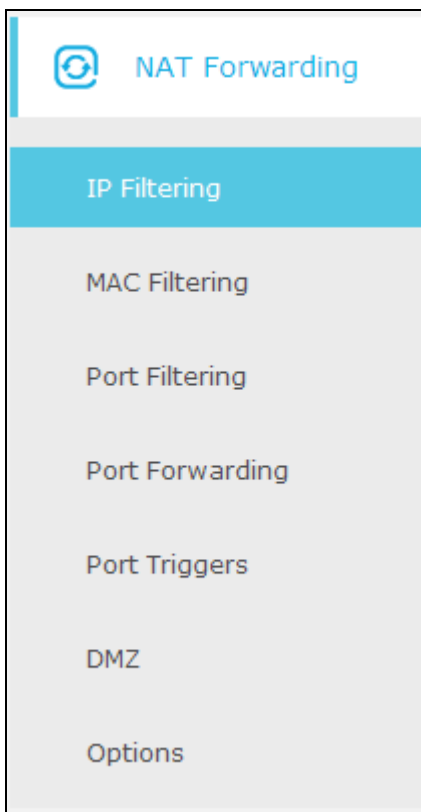 NAT Forwarding
IP Filtering
MAC Filtering
Port Filtering
Port Forwarding
Port Triggers
DMZ
Options